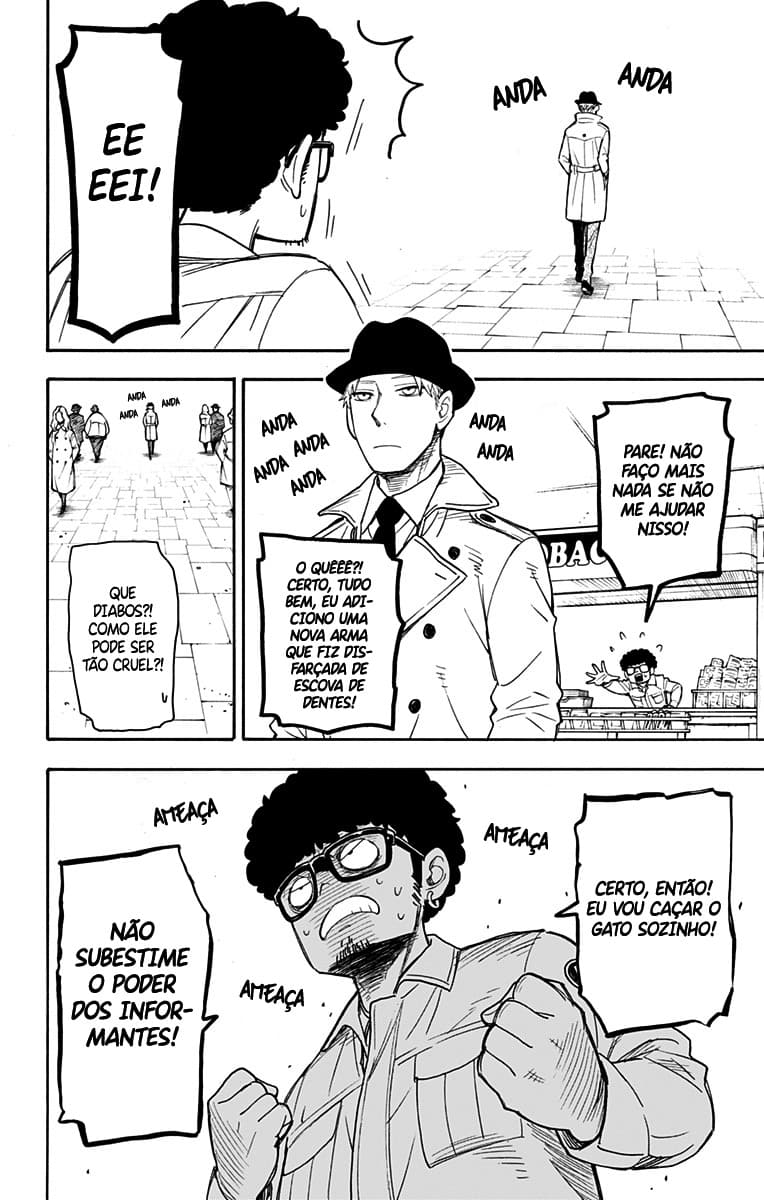 EE
EEI!
ANDA
ANDA
PARE! NÃO
FAÇO MAIS
NADA SE NÃO
ME AJUDAR
NISSO!
ANDA
ANDA
ANDA ANDA
ANDA
ANDA
OBAC
O QUÊÊÊ?!
CERTO, TUDO
BEM, EU ADI-
CIONO UMA
NOVA ARMA
QUE FIZ DIS-
FARÇADA DE
ESCOVA DE
DENTES!
ANDA
ANDA
ANDA
QUE
DIABOS?!
COMO ELE
PODE SER
TÃO CRUEL?!
AMEAÇA
AMEAÇA
CERTO, ENTÃO!
EU VOU CAÇAR O
GATO SOZINHO!
NÃO
SUBESTIME
O PODER
DOS INFOR-
MANTES!
AMEAÇA